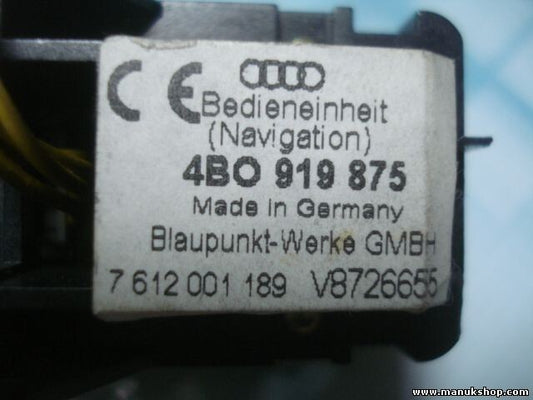 CE
Bedieneinheit
(Navigation)
4BO 919 875
Made in Germany
Blaupunkt-Werke GMBH
7 612 001 189 V8726655
www.manukshop.com